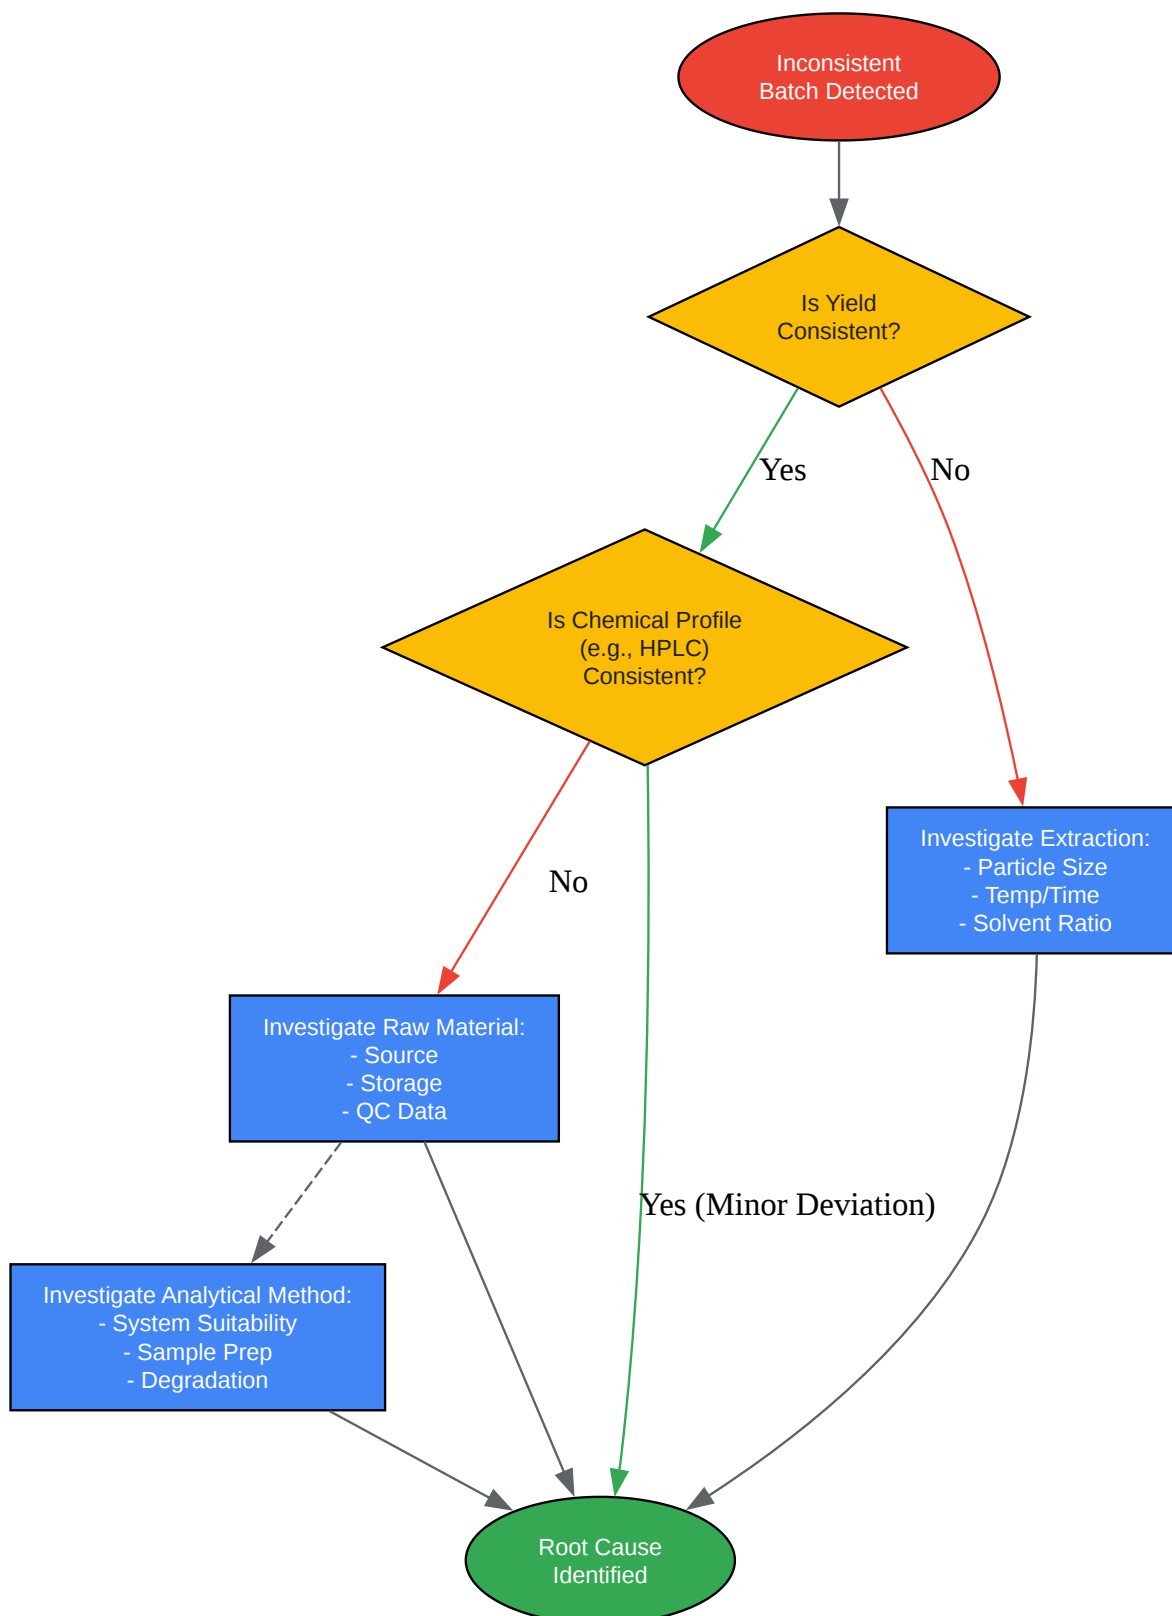 Inconsistent
Batch Detected
Is Yield
Consistent?
Yes
No
Is Chemical Profile
(e.g., HPLC)
Consistent?
Investigate Extraction:
- Particle Size
- Temp/Time
- Solvent Ratio
No
Investigate Raw Material:
- Source
- Storage
- QC Data
Yes (Minor Deviation)
Investigate Analytical Method:
- System Suitability
- Sample Prep
- Degradation
Root Cause
Identified